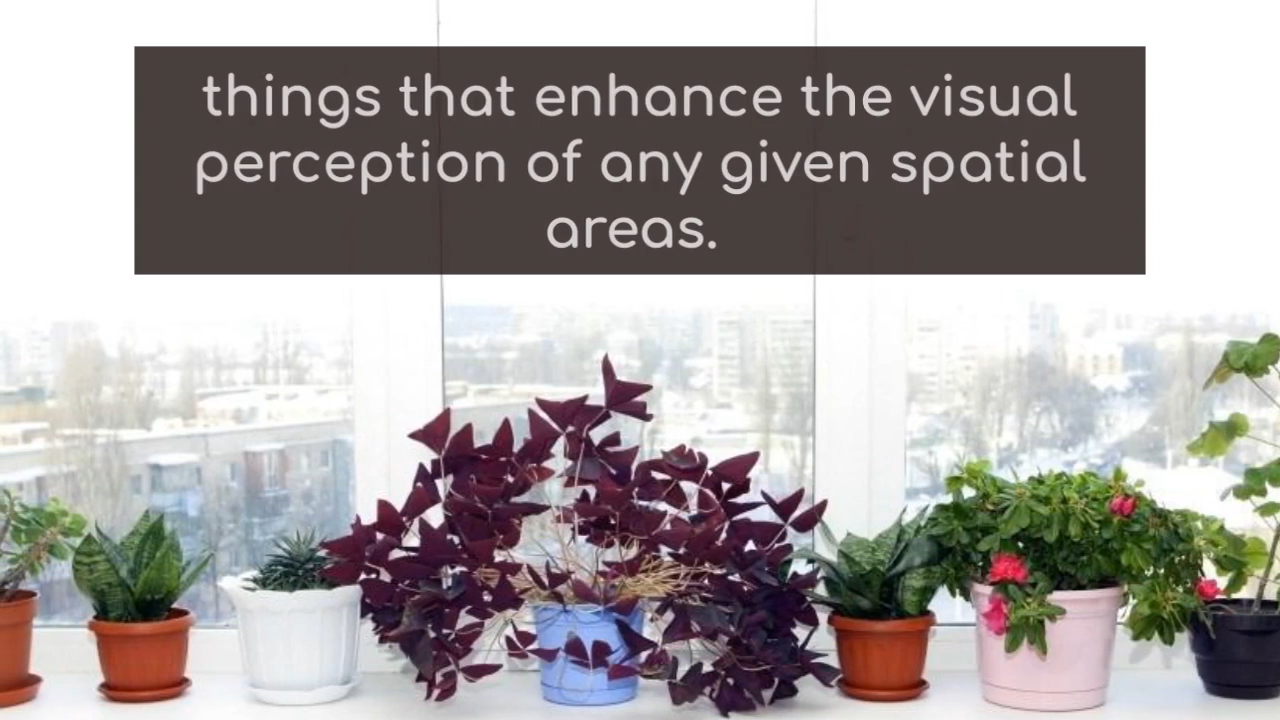 things that enhance the visual
perception of any given spatial
areas.